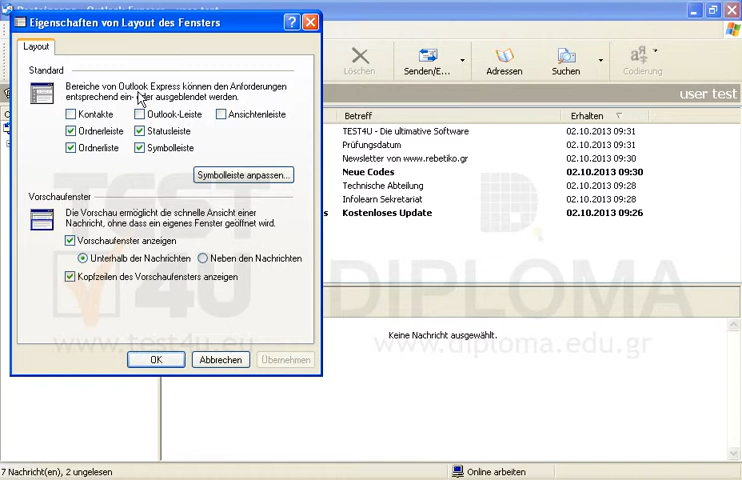 Eigenschaften von Layout des Fensters
Layout
Standard
Bereiche von Outlook Express können den Anforderungen
entsprechend ein- oder ausgeblendet werden.
Kontakte Outlook-Leiste Ansichtenleiste
Ordnerleiste Statusleiste
Ordnerliste Symbolleiste
Symbolleiste anpassen...
Vorschaufenster
Die Vorschau ermöglicht die schnelle Ansicht einer
Nachricht, ohne dass ein eigenes Fenster geöffnet wird.
Vorschaufenster anzeigen
Unterhalb der Nachrichten Neben den Nachrichten
Kopfzeilen des Vorschaufensters anzeigen
OK Abbrechen Übernehmen
Löschen Senden/E... Adressen Suchen Codierung
user test
Betreff Erhalten
TEST4U - Die ultimative Software 02.10.2013 09:31
Prüfungsdatum 02.10.2013 09:31
Newsletter von www.rebetiko.gr 02.10.2013 09:30
Neue Codes 02.10.2013 09:30
Technische Abteilung 02.10.2013 09:28
Infolearn Sekretariat 02.10.2013 09:28
Kostenloses Update 02.10.2013 09:26
Keine Nachricht ausgewählt.
TEST 4U
www.test4u.eu
DIPLOMA
www.diploma.edu.gr
7 Nachricht(en), 2 ungelesen
Online arbeiten